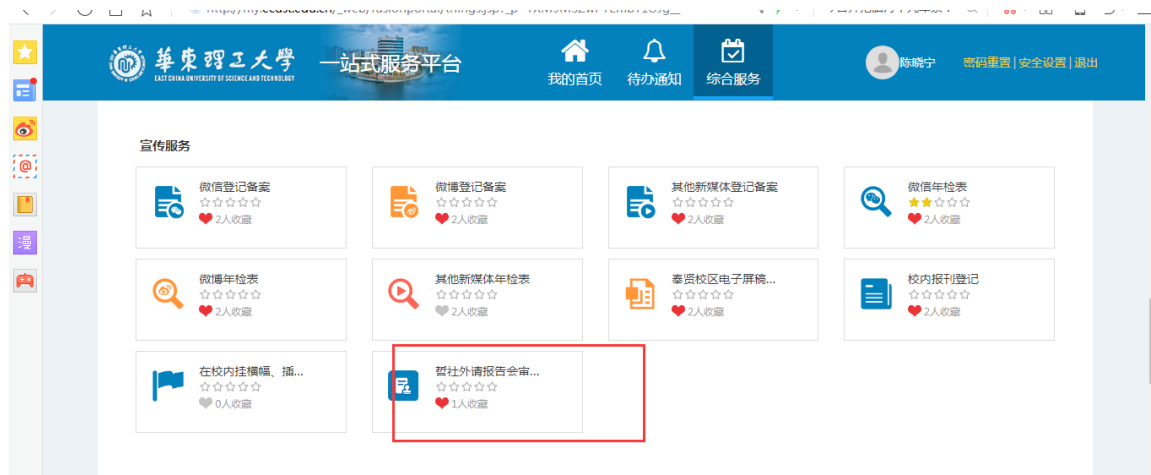 華東理工大學
EAST CHINA UNIVERSITY OF SCIENCE AND TECHNOLOGY
一站式服务平台
我的首页
待办通知
综合服务
陈晓宁
密码重置 | 安全设置 | 退出
宣传服务
微信登记备案
2人收藏
微博登记备案
2人收藏
其他新媒体登记备案
2人收藏
微信年检表
2人收藏
微博年检表
2人收藏
其他新媒体年检表
2人收藏
奉贤校区电子屏稿...
2人收藏
校内报刊登记
2人收藏
在校内挂横幅、插...
0人收藏
哲社外请报告会审...
1人收藏
@
漫